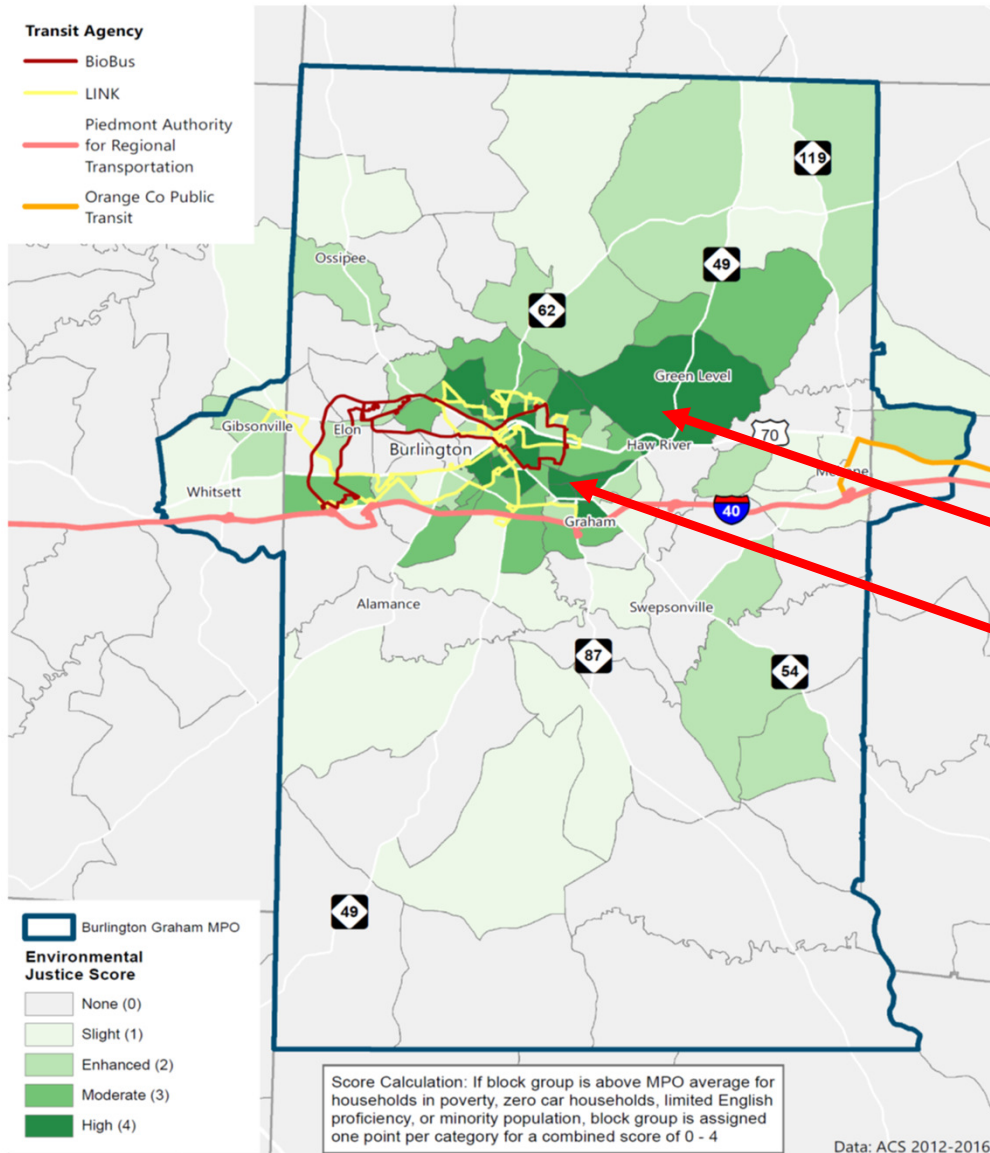 Transit Agency
BioBus
LINK
Piedmont Authority
for Regional
Transportation
Orange Co Public
Transit
119
Ossipee
49
62
Green Level
Gibsonville
Elon
Burlington
Haw River
70
Whitsett
Graham
40
Alamance
Swepsonville
87
54
49
Burlington Graham MPO
Environmental
Justice Score
None (0)
Slight (1)
Enhanced (2)
Moderate (3)
High (4)
Score Calculation: If block group is above MPO average for
households in poverty, zero car households, limited English
proficiency, or minority population, block group is assigned
one point per category for a combined score of 0 - 4
Data: ACS 2012-2016